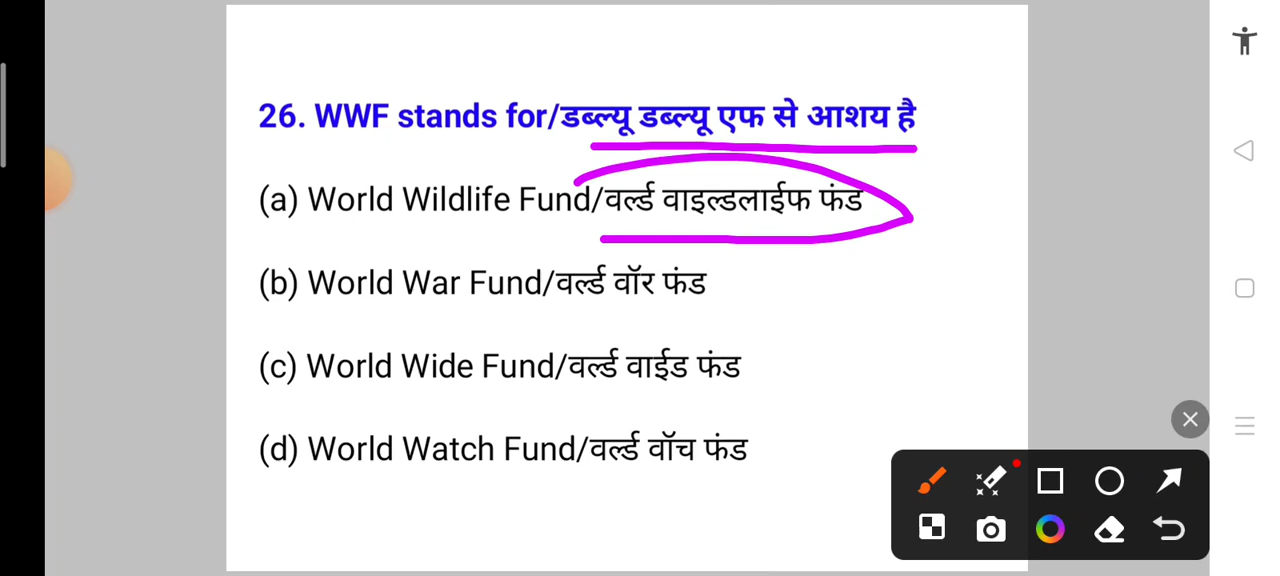 26. WWF stands for/डब्ल्यू डब्ल्यू एफ से आशय है
(a) World Wildlife Fund/वर्ल्ड वाइल्डलाईफ फंड
(b) World War Fund/वर्ल्ड वॉर फंड
(c) World Wide Fund/वर्ल्ड वाईड फंड
(d) World Watch Fund/वर्ल्ड वॉच फंड